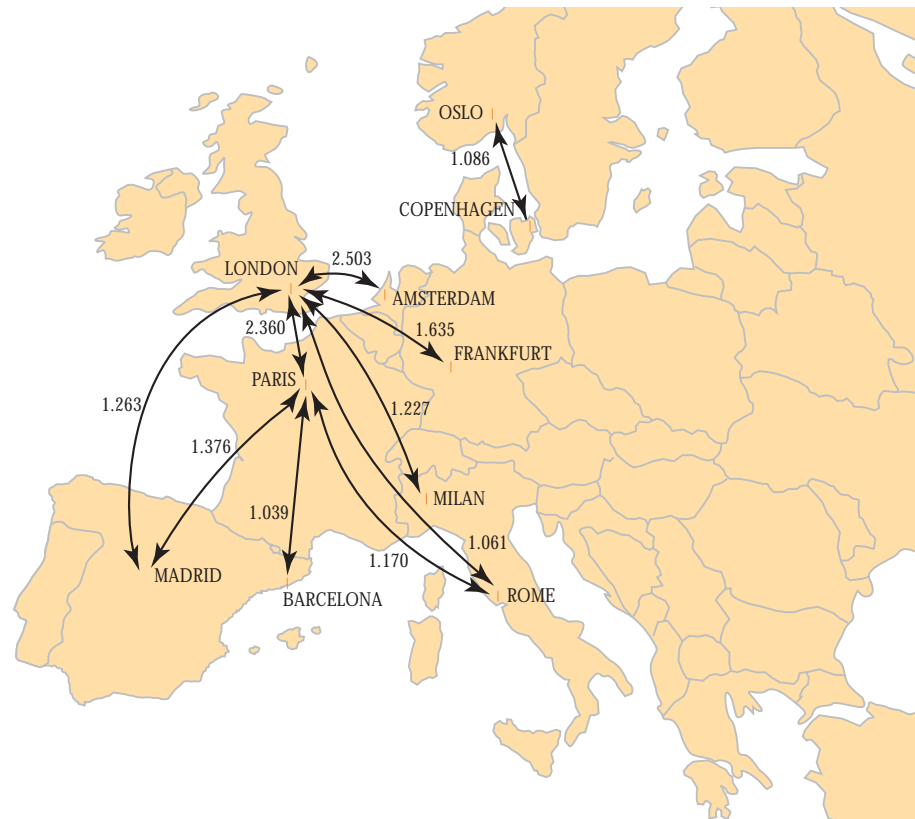 OSLO
1.086
COPENHAGEN
LONDON
2.503
AMSTERDAM
2.360
1.635
FRANKFURT
PARIS
1.263
1.227
1.376
MILAN
1.039
1.061
1.170
MADRID
BARCELONA
ROME